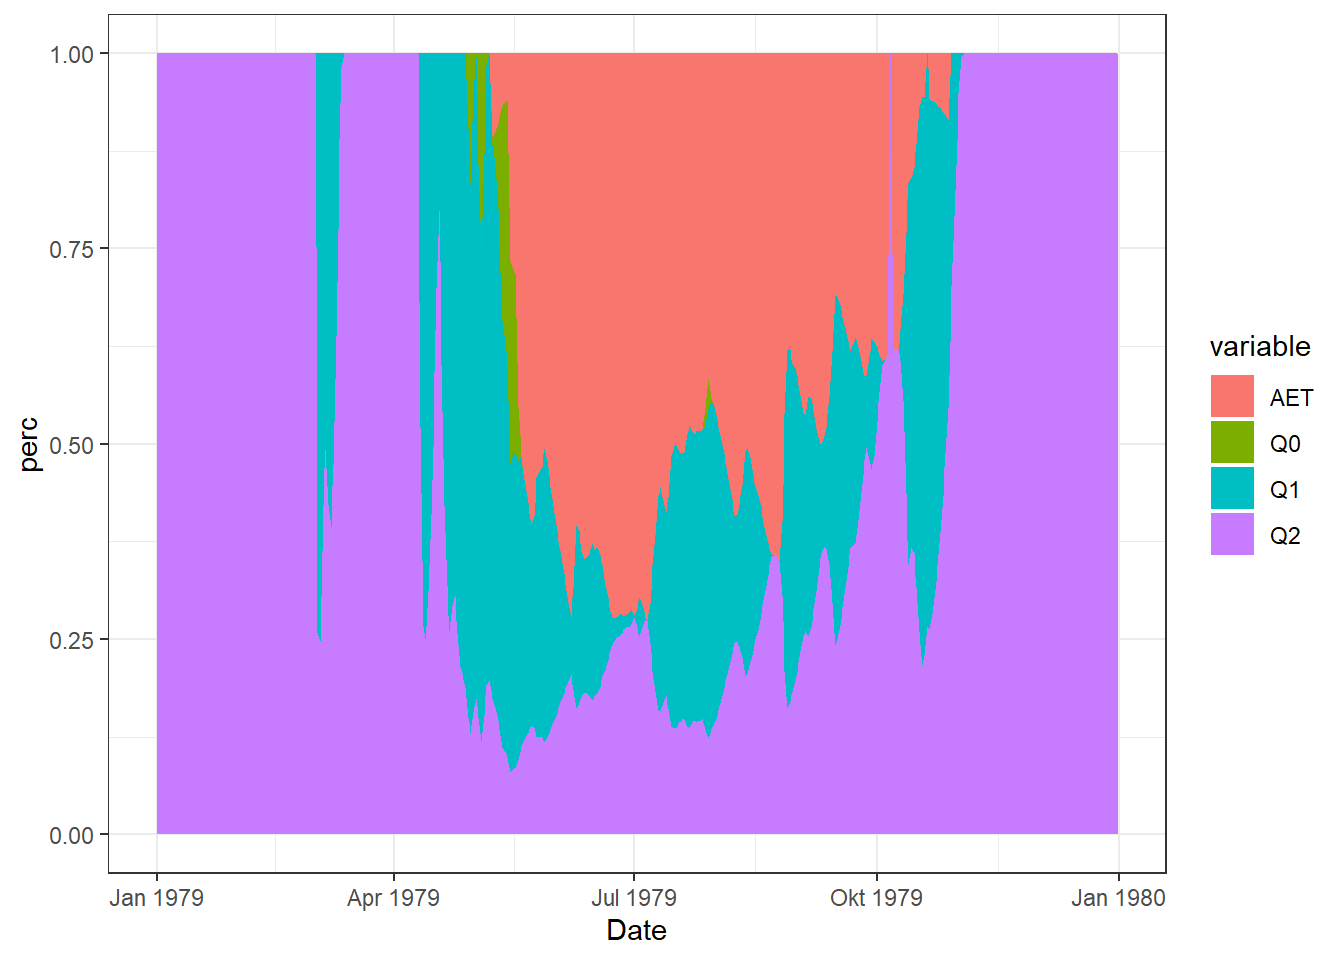 1.00
0.75
0.50
0.25
0.00
perc
Jan 1979
Apr 1979
Jul 1979
Okt 1979
Jan 1980
Date
variable
AET
Q0
Q1
Q2